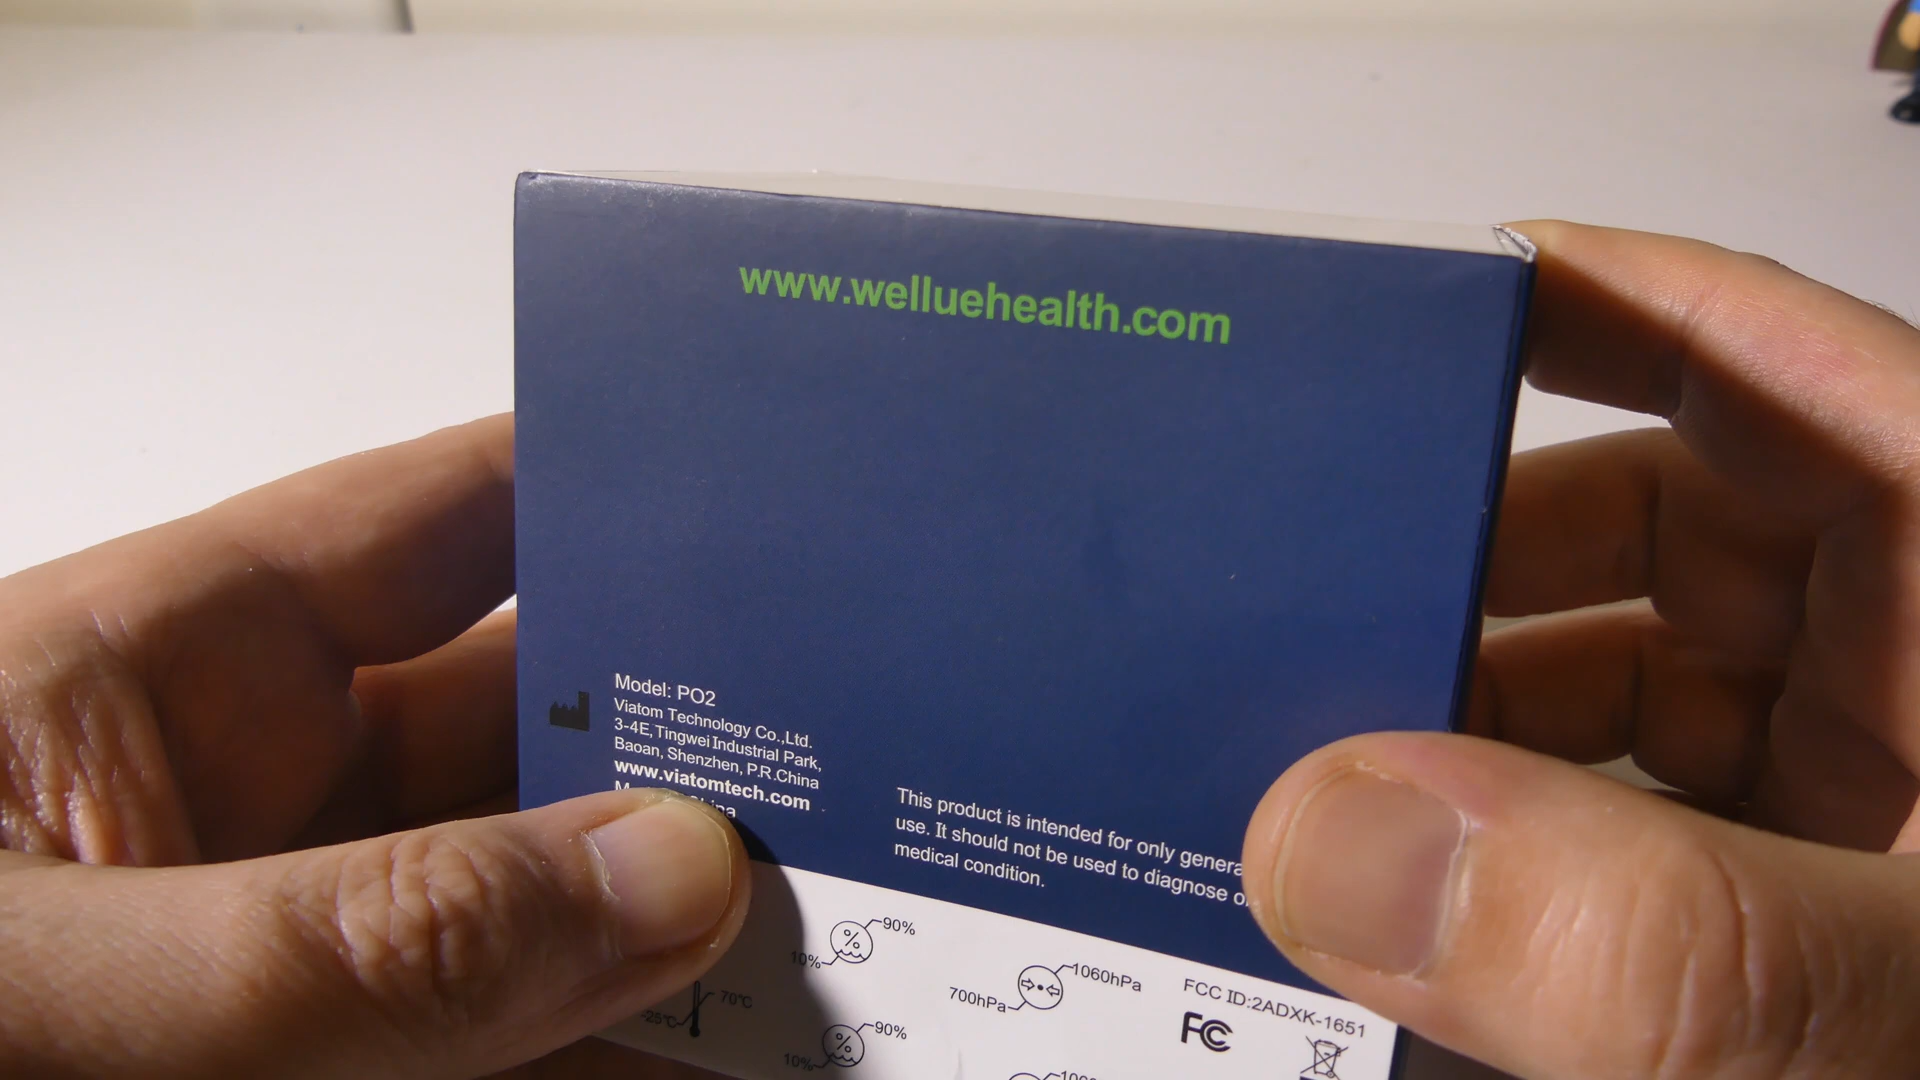 www.welluehealth.com
Model: PO2
Viatom Technology Co.,Ltd.
3-4E, Tingwei Industrial Park,
Baoan, Shenzhen, P.R.China
www.viatomtech.com
This product is intended for only
use. It should not be used to diagnose
medical condition.
90%
10%
1060hPa
700hPa
FCC ID:2ADXK-1651
FC
70°C
-25°C
90%
10%